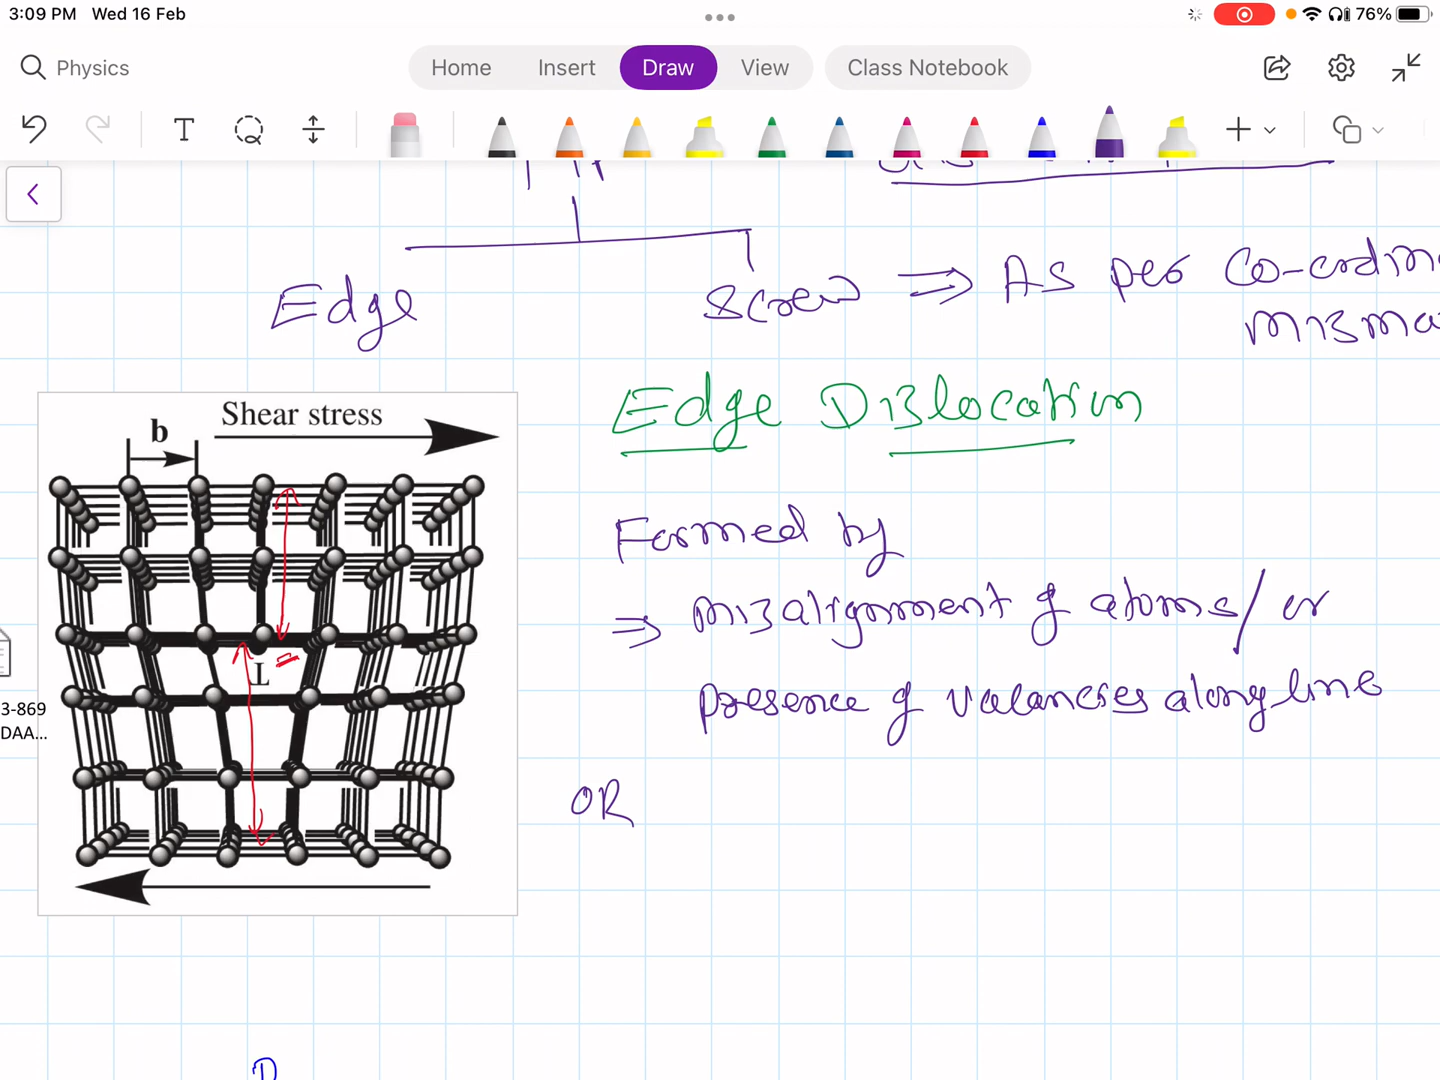 3:09 PM Wed 16 Feb
76%
Physics
Home Insert Draw View Class Notebook
Edge
Screw ⇒ As per Co-ordin
misma
Edge Dislocation
b
Shear stress
Formed by
⇒ misalignment of atoms/or
presence of vacancies along line
⊥
3-869
DAA...
OR
D